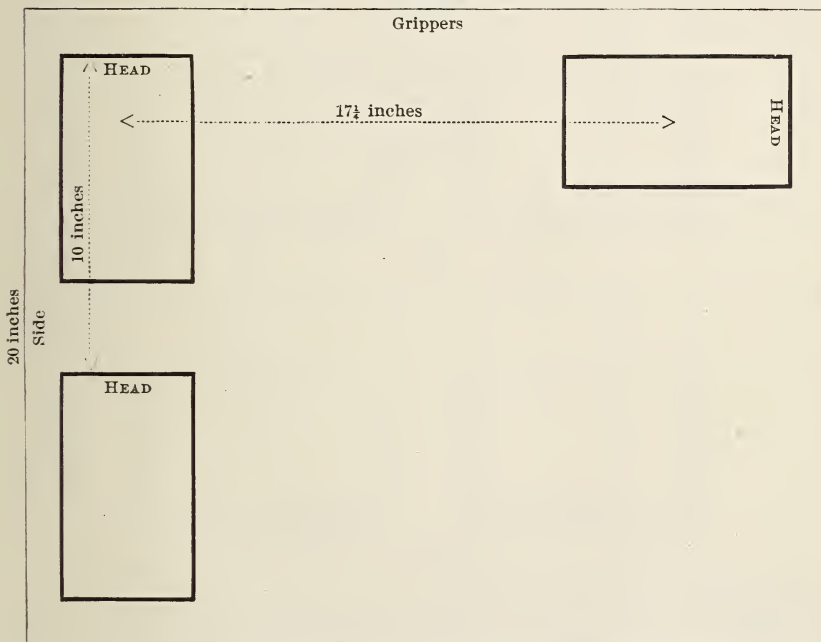 Grippers
HEAD
17¼ inches
HEAD
10 inches
20 inches
Side
HEAD